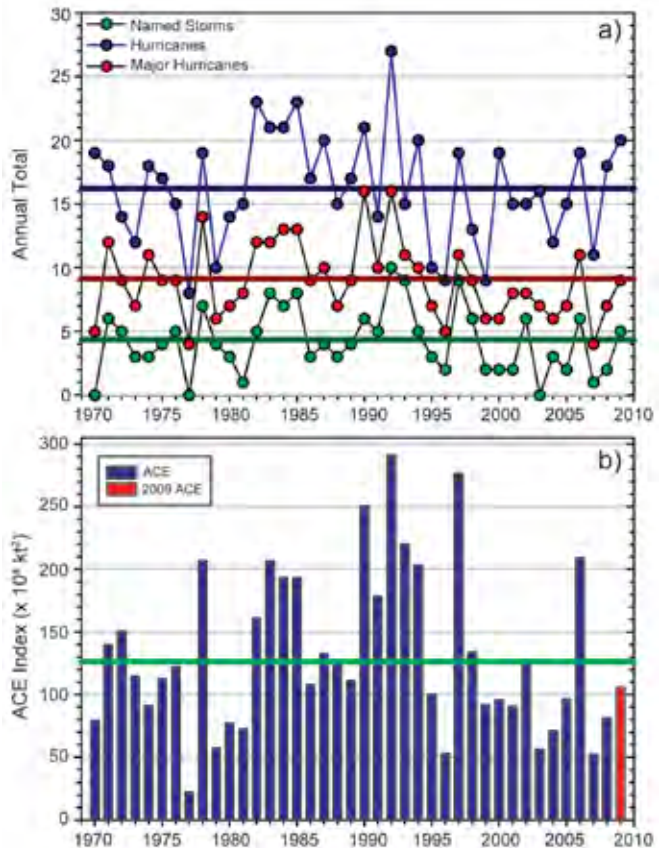 a)
Named Storms
Hurricanes
Major Hurricanes
30
25
20
15
10
5
0
Annual Total
1970 1975 1980 1985 1990 1995 2000 2005 2010
b)
ACE
2009 ACE
300
250
200
150
100
50
0
ACE Index (x 10⁴ kt²)
1970 1975 1980 1985 1990 1995 2000 2005 2010